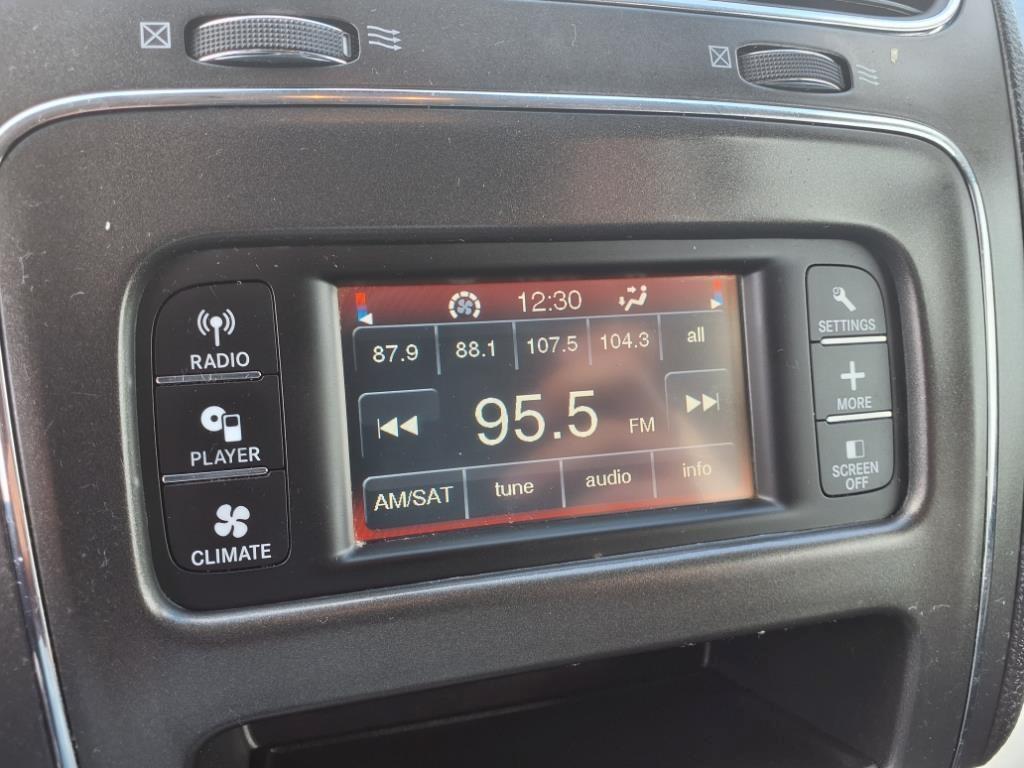 RADIO
PLAYER
CLIMATE
12:30
87.9 88.1 107.5 104.3 all
95.5 FM
AM/SAT tune audio info
SETTINGS
MORE
SCREEN
OFF